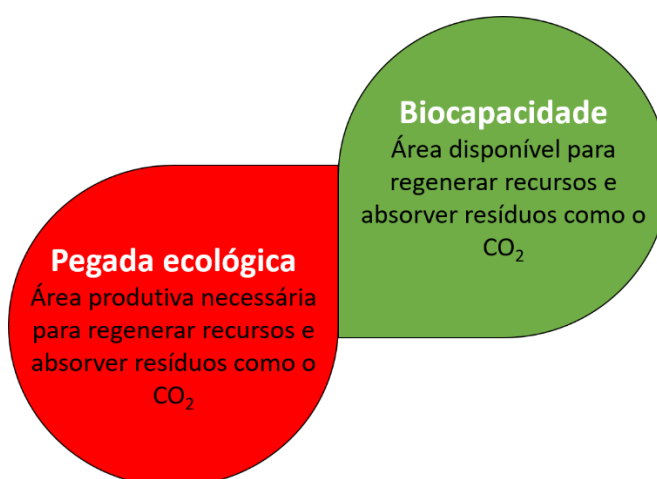 Biocapacidade
Área disponível para
regenerar recursos e
absorver resíduos como o
CO₂
Pegada ecológica
Área produtiva necessária
para regenerar recursos e
absorver resíduos como o
CO₂